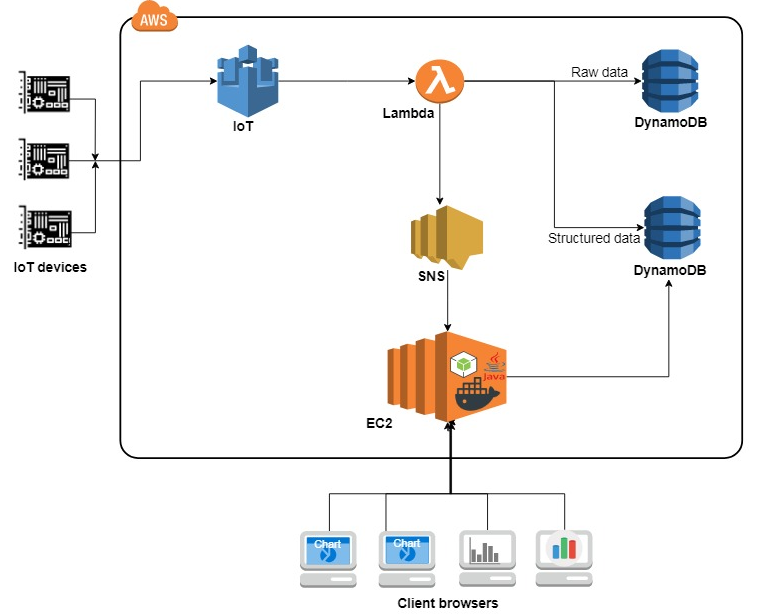 AWS
IoT
Lambda
Raw data
DynamoDB
Structured data
DynamoDB
IoT devices
SNS
Java
EC2
Chart
Chart
Client browsers